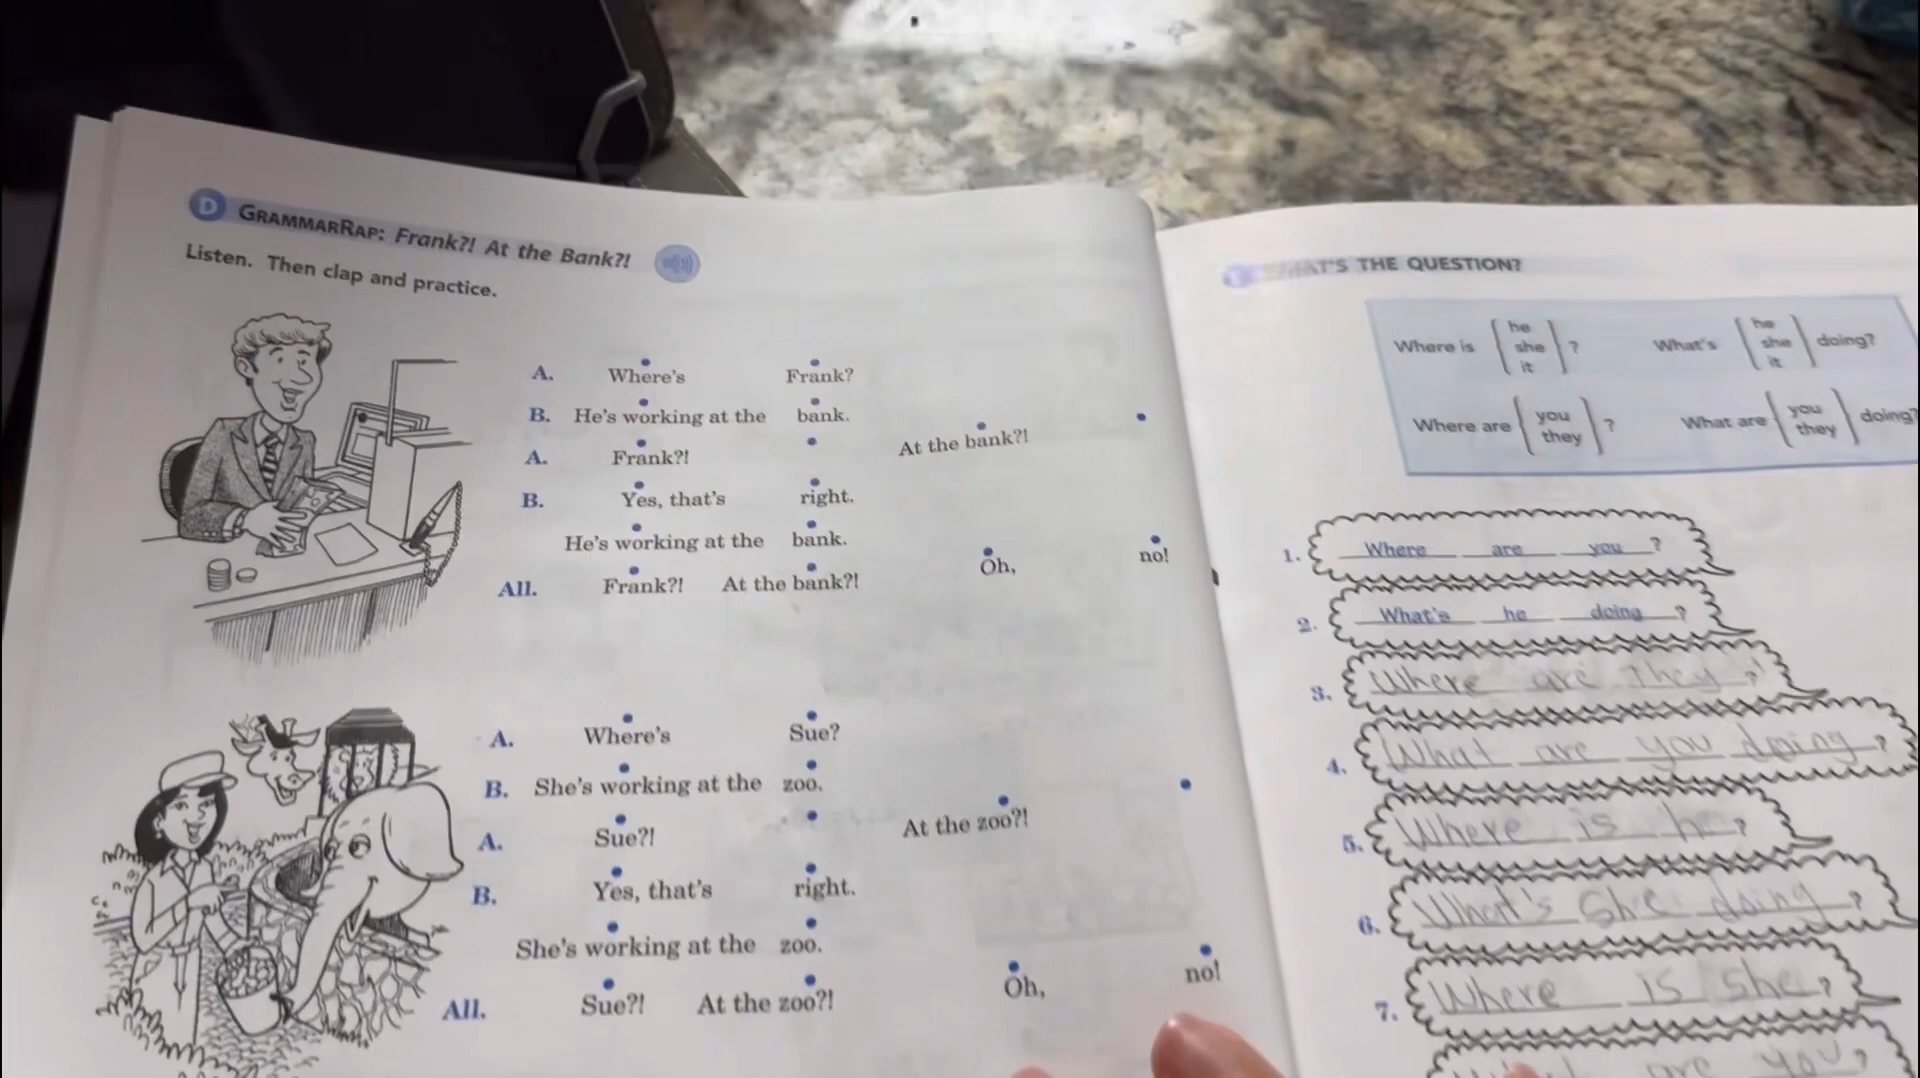 D GRAMMARRAP: Frank?! At the Bank?!
Listen. Then clap and practice.
A. Where's Frank?
B. He's working at the bank.
A. Frank?! At the bank?!
B. Yes, that's right.
He's working at the bank.
All. Frank?! At the bank?! Oh, no!
A. Where's Sue?
B. She's working at the zoo.
A. Sue?! At the zoo?!
B. Yes, that's right.
She's working at the zoo.
All. Sue?! At the zoo?! Oh, no!
THE QUESTION?
Where is ( he she it ) ? What's ( he she it ) doing?
Where are ( you they ) ? What are ( you they ) doing?
1. Where are you ?
2. What's he doing ?
3. Where are They ?
4. What are you doing ?
5. Where is he ?
6. What's She doing ?
7. Where is she ?
are you ?